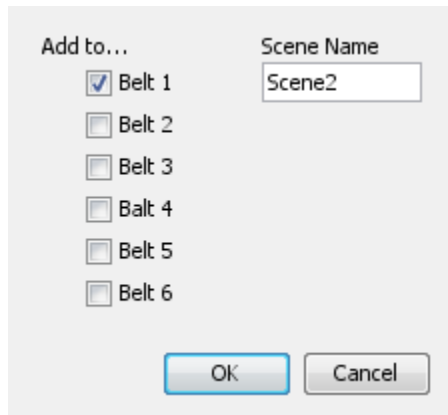 Add to...
Scene Name
Belt 1
Scene2
Belt 2
Belt 3
Balt 4
Belt 5
Belt 6
OK
Cancel